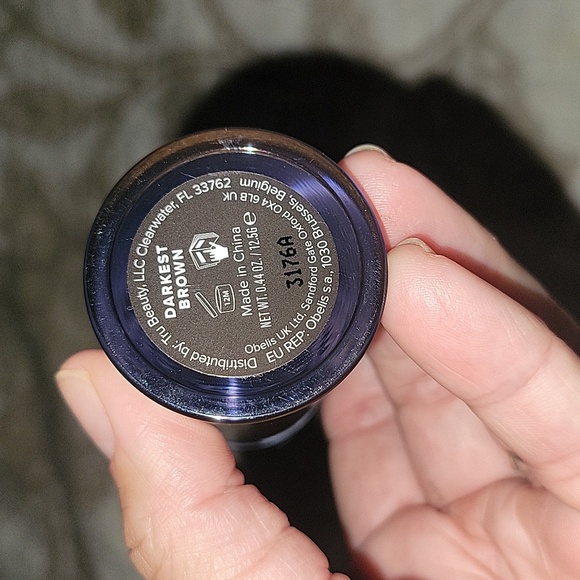 Distributed by: Tru Beauty, LLC Clearwater, FL 33762
EU REP: Obelis s.a., 1030 Brussels, Belgium
Obelis UK Ltd. Sandford Gate Oxford OX4 6LB UK
DARKEST
BROWN
12M
Made in China
NET WT. 0.44 OZ. / 12.5G e
3176A